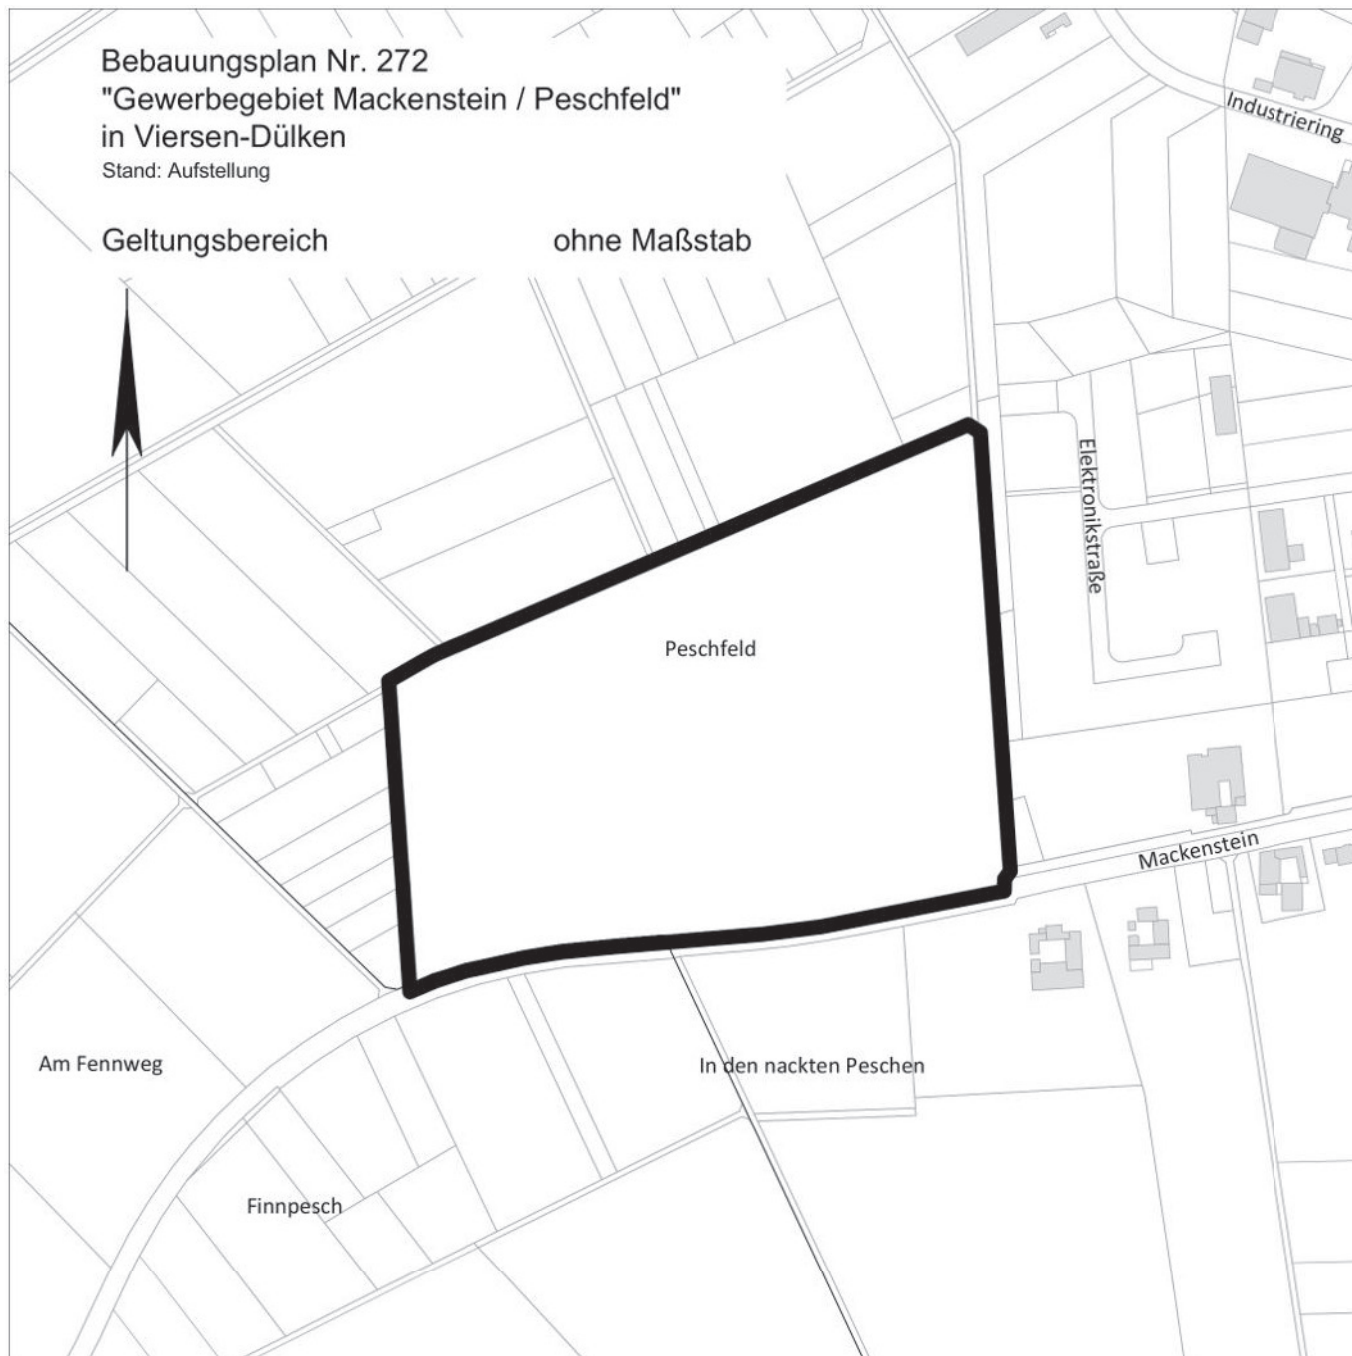 Bebauungsplan Nr. 272
"Gewerbegebiet Mackenstein / Peschfeld"
in Viersen-Dülken
Stand: Aufstellung
Geltungsbereich
ohne Maßstab
Industriering
Elektronikstraße
Peschfeld
Mackenstein
Am Fennweg
In den nackten Peschen
Finnpesch